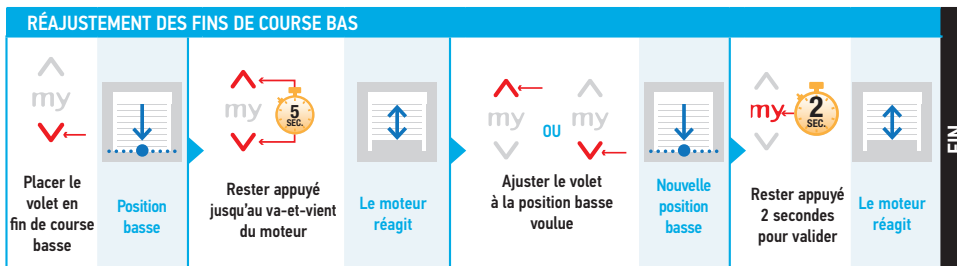 RÉAJUSTEMENT DES FINS DE COURSE BAS
my
Placer le
volet en
fin de course
basse
Position
basse
my
5
SEC.
Rester appuyé
jusqu'au va-et-vient
du moteur
Le moteur
réagit
my
OU
my
Ajuster le volet
à la position basse
voulue
Nouvelle
position
basse
my
2
SEC.
Rester appuyé
2 secondes
pour valider
Le moteur
réagit
FIN